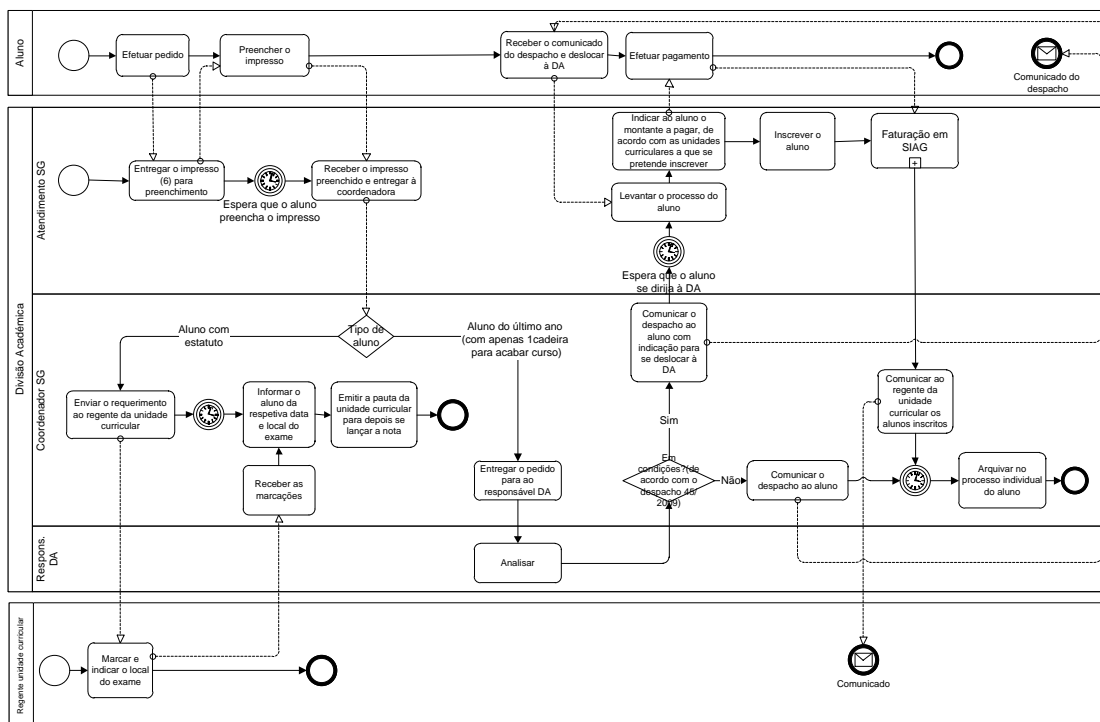 Aluno
Efetuar pedido
Preencher o
impresso
Receber o comunicado
do despacho e deslocar
à DA
Efetuar pagamento
Comunicado do
despacho
Divisão Académica
Atendimento SG
Entregar o impresso
(6) para
preenchimento
Espera que o aluno
preencha o impresso
Receber o impresso
preenchido e entregar à
coordenadora
Indicar ao aluno o
montante a pagar, de
acordo com as unidades
curriculares a que se
pretende inscrever
Inscrever o
aluno
Faturação em
SIAG
Levantar o processo do
aluno
Espera que o aluno
se dirija à DA
Coordenador SG
Aluno com
estatuto
Tipo de
aluno
Aluno do último ano
(com apenas 1cadeira
para acabar curso)
Comunicar o
despacho ao
aluno com
indicação para
se deslocar à
DA
Enviar o requerimento
ao regente da unidade
curricular
Informar o
aluno da
respetiva data
e local do
exame
Emitir a pauta da
unidade curricular
para depois se
lançar a nota
Comunicar ao
regente da
unidade
curricular os
alunos inscritos
Sim
Receber as
marcações
Entregar o pedido
para ao
responsável DA
Em
condições?(de
acordo com o
despacho 45/
2009)
Não
Comunicar o
despacho ao aluno
Arquivar no
processo individual
do aluno
Respons.
DA
Analisar
Regente unidade curricular
Marcar e
indicar o local
do exame
Comunicado